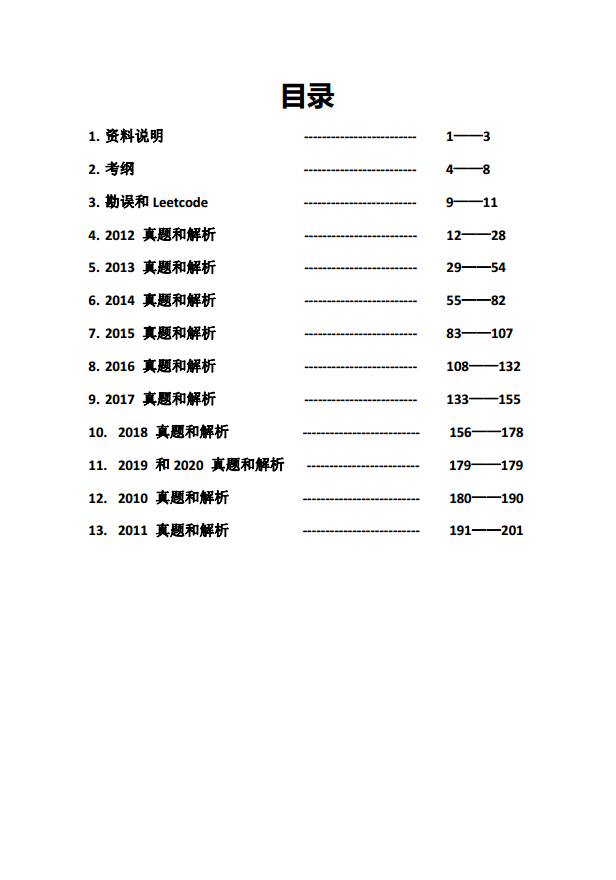 目录
1. 资料说明 ------------------------- 1——3
2. 考纲 ------------------------- 4——8
3. 勘误和 Leetcode ------------------------- 9——11
4. 2012 真题和解析 ------------------------- 12——28
5. 2013 真题和解析 ------------------------- 29——54
6. 2014 真题和解析 ------------------------- 55——82
7. 2015 真题和解析 ------------------------- 83——107
8. 2016 真题和解析 ------------------------- 108——132
9. 2017 真题和解析 ------------------------- 133——155
10. 2018 真题和解析 -------------------------- 156——178
11. 2019 和 2020 真题和解析 ------------------------- 179——179
12. 2010 真题和解析 -------------------------- 180——190
13. 2011 真题和解析 -------------------------- 191——201